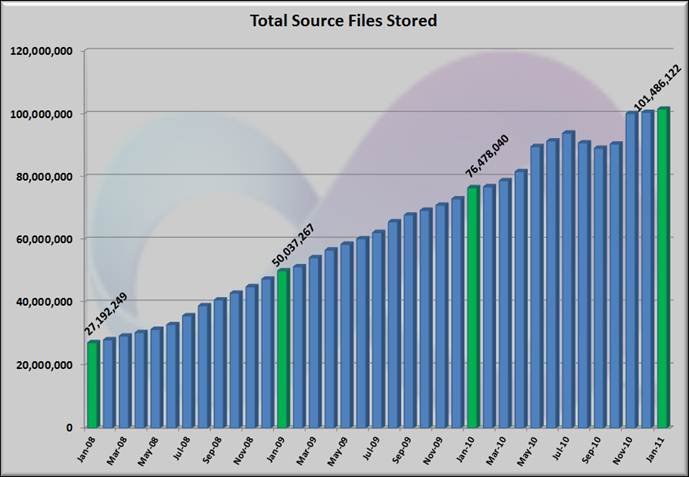 Total Source Files Stored
120,000,000
100,000,000
80,000,000
60,000,000
40,000,000
20,000,000
0
27,192,249
50,037,267
76,478,040
101,486,122
Jan-08
Mar-08
May-08
Jul-08
Sep-08
Nov-08
Jan-09
Mar-09
May-09
Jul-09
Sep-09
Nov-09
Jan-10
Mar-10
May-10
Jul-10
Sep-10
Nov-10
Jan-11